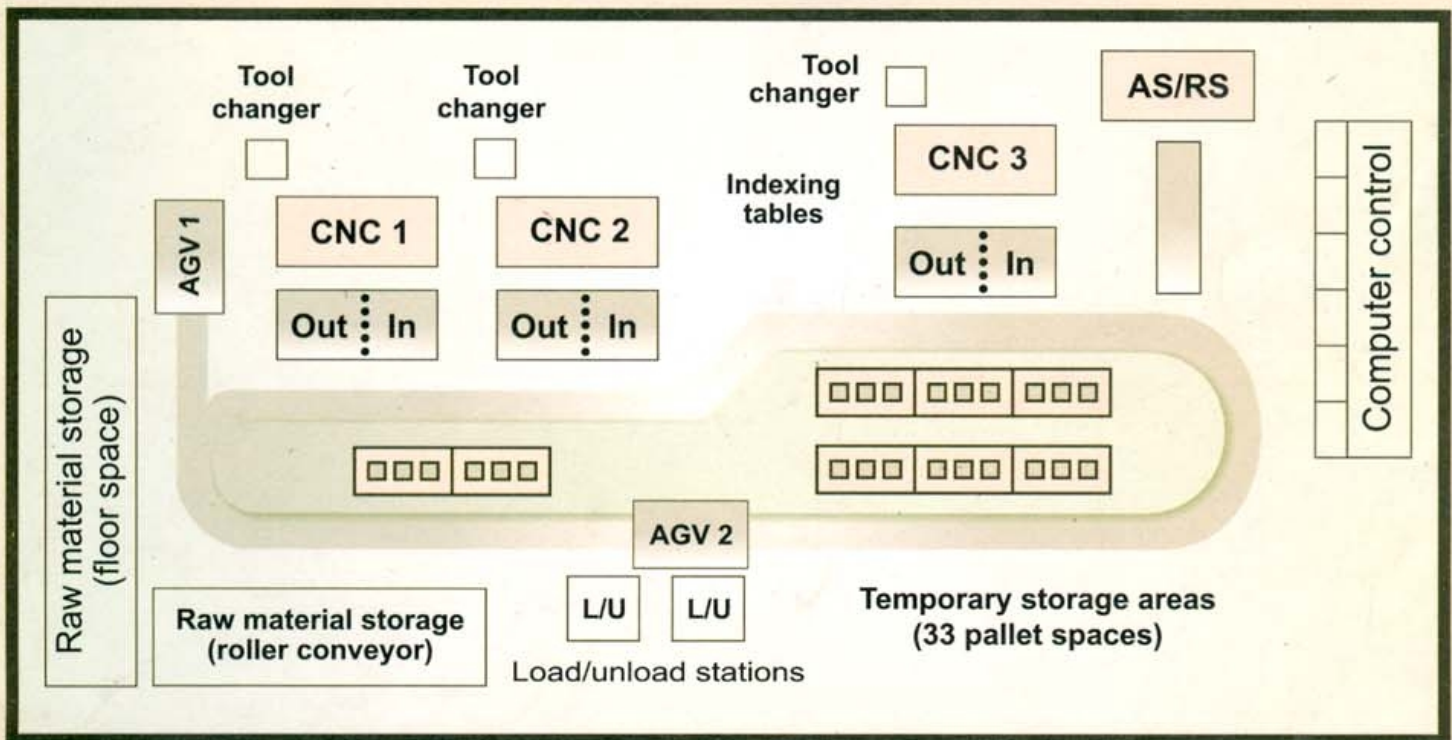 Tool
changer
Tool
changer
Tool
changer
AS/RS
AGV 1
CNC 1
CNC 2
CNC 3
Indexing
tables
Out In
Out In
Out In
Computer control
Raw material storage
(floor space)
AGV 2
Raw material storage
(roller conveyor)
L/U
L/U
Load/unload stations
Temporary storage areas
(33 pallet spaces)